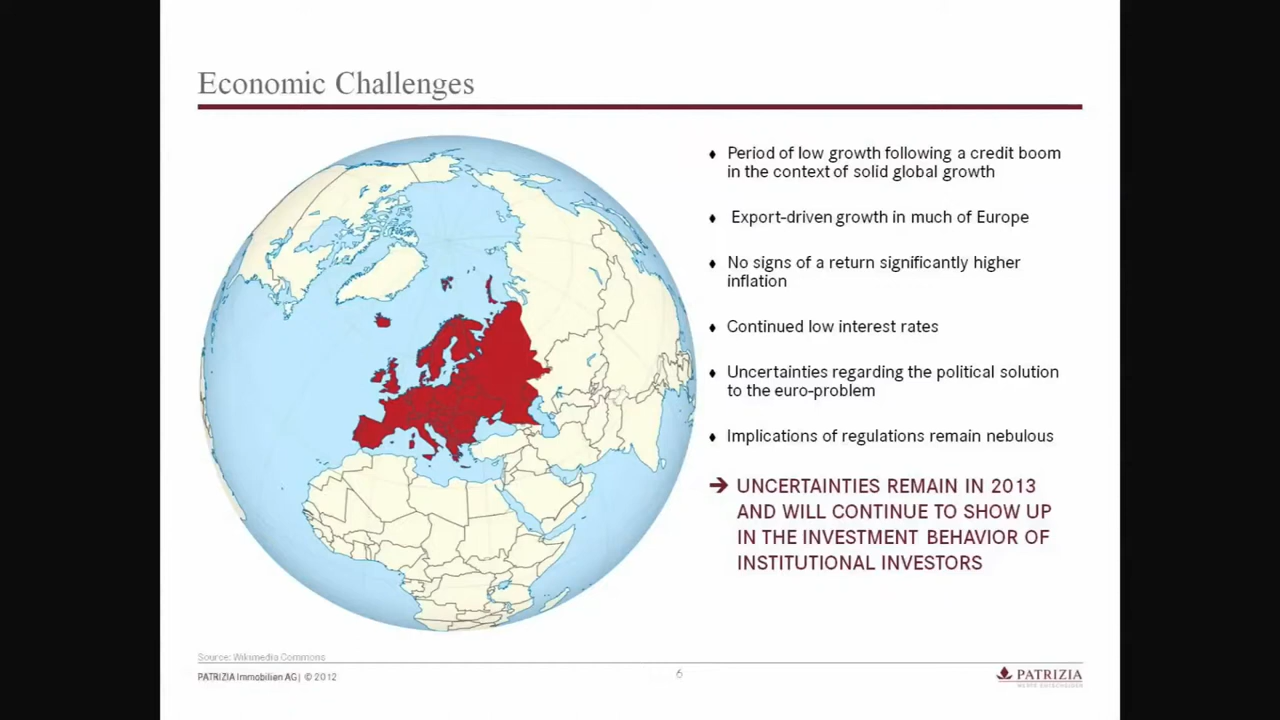 Economic Challenges
♦ Period of low growth following a credit boom
in the context of solid global growth
♦ Export-driven growth in much of Europe
♦ No signs of a return significantly higher
inflation
♦ Continued low interest rates
♦ Uncertainties regarding the political solution
to the euro-problem
♦ Implications of regulations remain nebulous
➔ UNCERTAINTIES REMAIN IN 2013
AND WILL CONTINUE TO SHOW UP
IN THE INVESTMENT BEHAVIOR OF
INSTITUTIONAL INVESTORS
Source: Wikimedia Commons
PATRIZIA Immobilien AG| © 2012
6
PATRIZIA